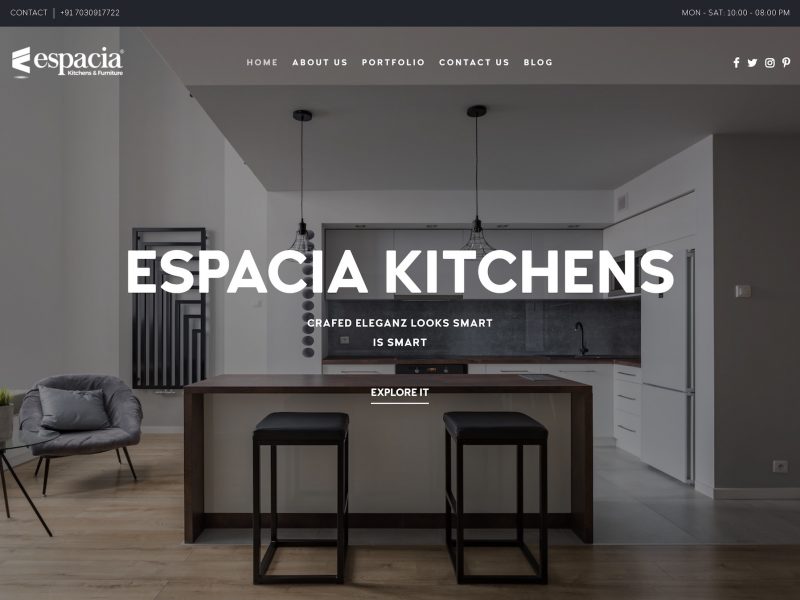 CONTACT | +91 7030917722
MON - SAT: 10:00 - 08:00 PM
espacia®
Kitchens & Furniture
HOME ABOUT US PORTFOLIO CONTACT US BLOG
ESPACIA KITCHENS
CRAFED ELEGANZ LOOKS SMART
IS SMART
EXPLORE IT